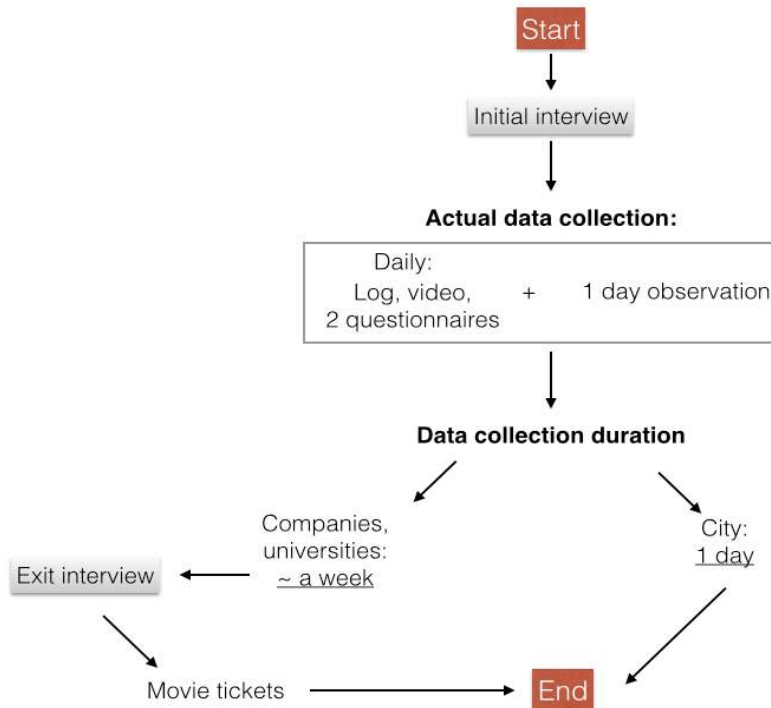 Start
Initial interview
Actual data collection:
Daily:
Log, video,
2 questionnaires
+
1 day observation
Data collection duration
Companies,
universities:
~ a week
City:
1 day
Exit interview
Movie tickets
End